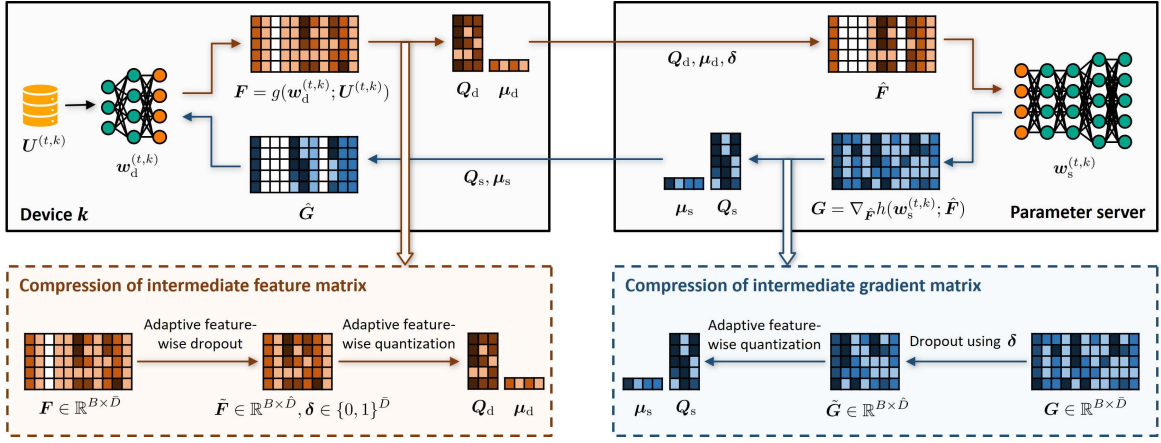 F = g(w_d^{(t,k)}; U^{(t,k)})
Q_d
μ_d
Q_d, μ_d, δ
F̂
U^{(t,k)}
w_d^{(t,k)}
w_s^{(t,k)}
Ĝ
Q_s, μ_s
μ_s
Q_s
G = ∇_{F̂} h(w_s^{(t,k)}; F̂)
Device k
Parameter server
Compression of intermediate feature matrix
Adaptive feature-
wise dropout
Adaptive feature-
wise quantization
F ∈ ℝ^{B×D̄}
F̃ ∈ ℝ^{B×D̂}, δ ∈ {0, 1}^{D̄}
Q_d
μ_d
Compression of intermediate gradient matrix
Adaptive feature-
wise quantization
Dropout using δ
μ_s
Q_s
G̃ ∈ ℝ^{B×D̂}
G ∈ ℝ^{B×D̄}